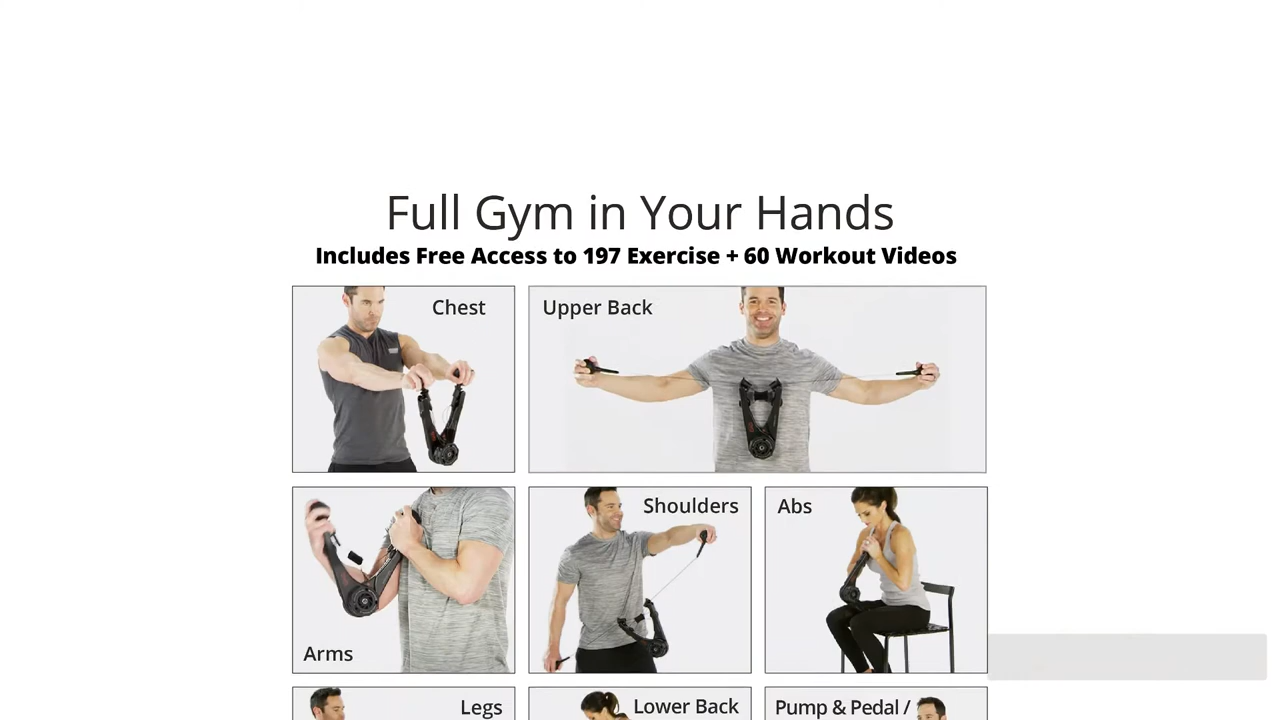 Full Gym in Your Hands
Includes Free Access to 197 Exercise + 60 Workout Videos
Chest
Upper Back
Arms
Shoulders
Abs
Legs
Lower Back
Pump & Pedal /